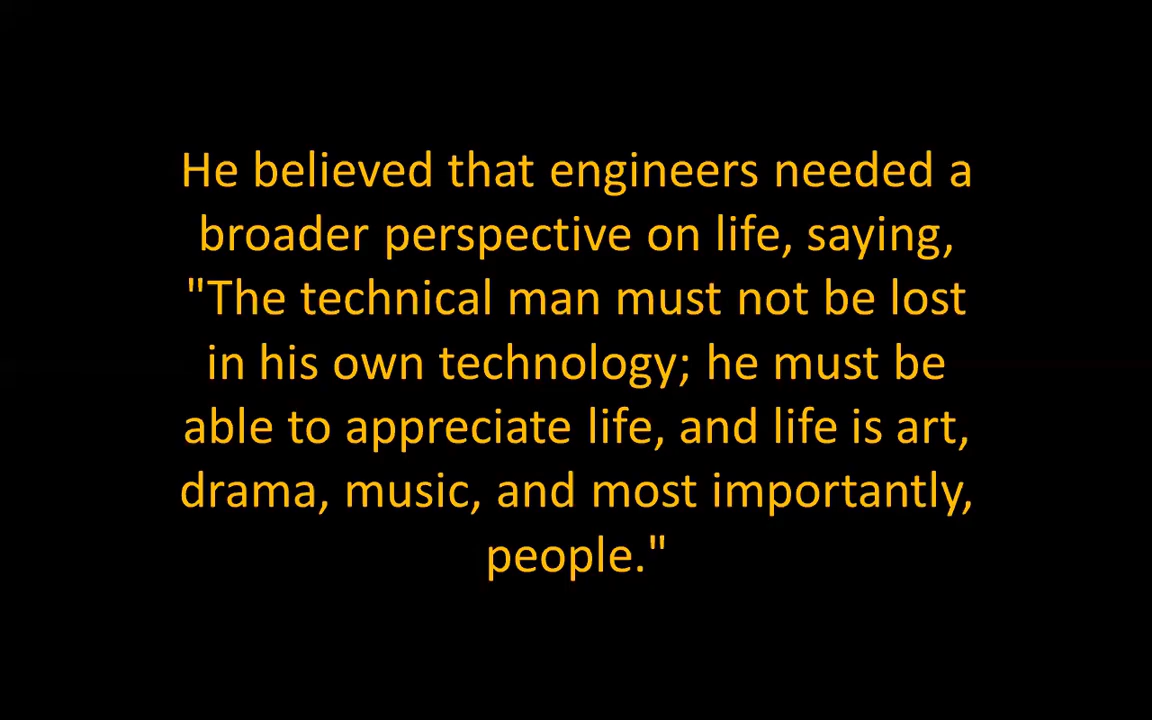 He believed that engineers needed a
broader perspective on life, saying,
"The technical man must not be lost
in his own technology; he must be
able to appreciate life, and life is art,
drama, music, and most importantly,
people."